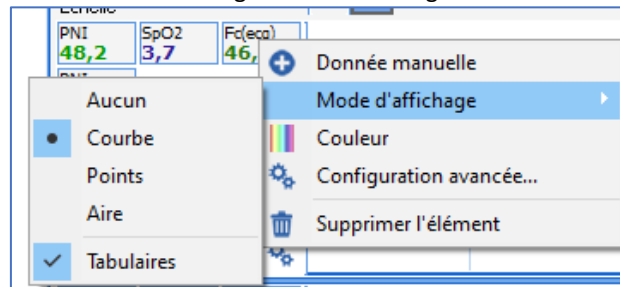 Echelle
PNI SpO2 Fc(ecg)
48,2 3,7 46,
PNI
Donnée manuelle
Mode d'affichage
Couleur
Configuration avancée...
Supprimer l'élément
Aucun
Courbe
Points
Aire
Tabulaires